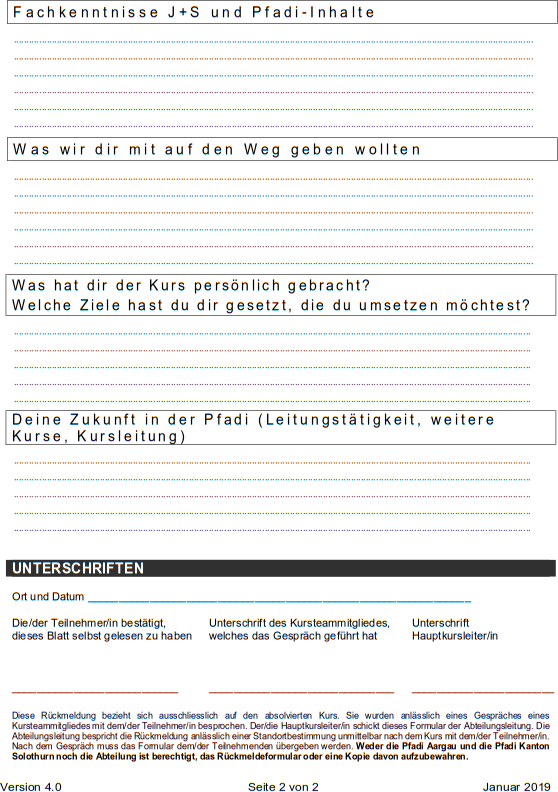 Fachkenntnisse J+S und Pfadi-Inhalte
Was wir dir mit auf den Weg geben wollten
Was hat dir der Kurs persönlich gebracht?
Welche Ziele hast du dir gesetzt, die du umsetzen möchtest?
Deine Zukunft in der Pfadi (Leitungstätigkeit, weitere
Kurse, Kursleitung)
UNTERSCHRIFTEN
Ort und Datum
Die/der Teilnehmer/in bestätigt, Unterschrift des Kursteammitgliedes, Unterschrift
dieses Blatt selbst gelesen zu haben welches das Gespräch geführt hat Hauptkursleiter/in
Diese Rückmeldung bezieht sich ausschliesslich auf den absolvierten Kurs. Sie wurden anlässlich eines Gespräches eines
Kursteammitgliedes mit dem/der Teilnehmer/in besprochen. Der/die Hauptkursleiter/in schickt dieses Formular der Abteilungsleitung. Die
Abteilungsleitung bespricht die Rückmeldung anlässlich einer Standortbestimmung unmittelbar nach dem Kurs mit dem/der Teilnehmer/in.
Nach dem Gespräch muss das Formular dem/der Teilnehmenden übergeben werden. Weder die Pfadi Aargau und die Pfadi Kanton
Solothurn noch die Abteilung ist berechtigt, das Rückmeldeformular oder eine Kopie davon aufzubewahren.
Version 4.0 Seite 2 von 2 Januar 2019